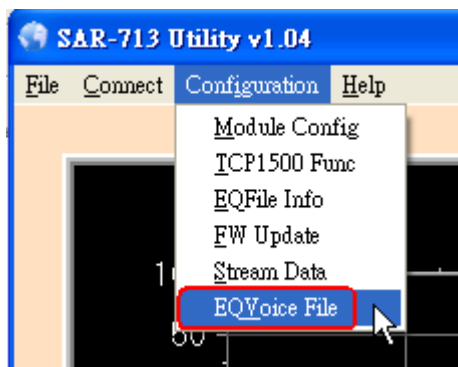 SAR-713 Utility v1.04
File Connect Configuration Help
Module Config
TCP1500 Func
EQFile Info
FW Update
Stream Data
EQVoice File
50